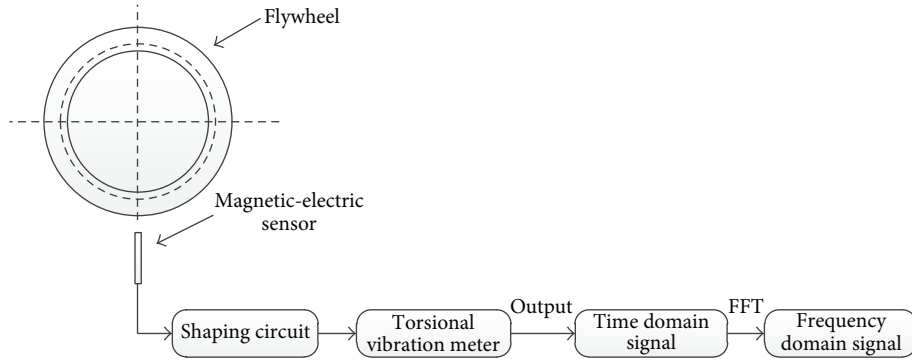 Flywheel
Magnetic-electric
sensor
Shaping circuit
Torsional
vibration meter
Output
Time domain
signal
FFT
Frequency
domain signal